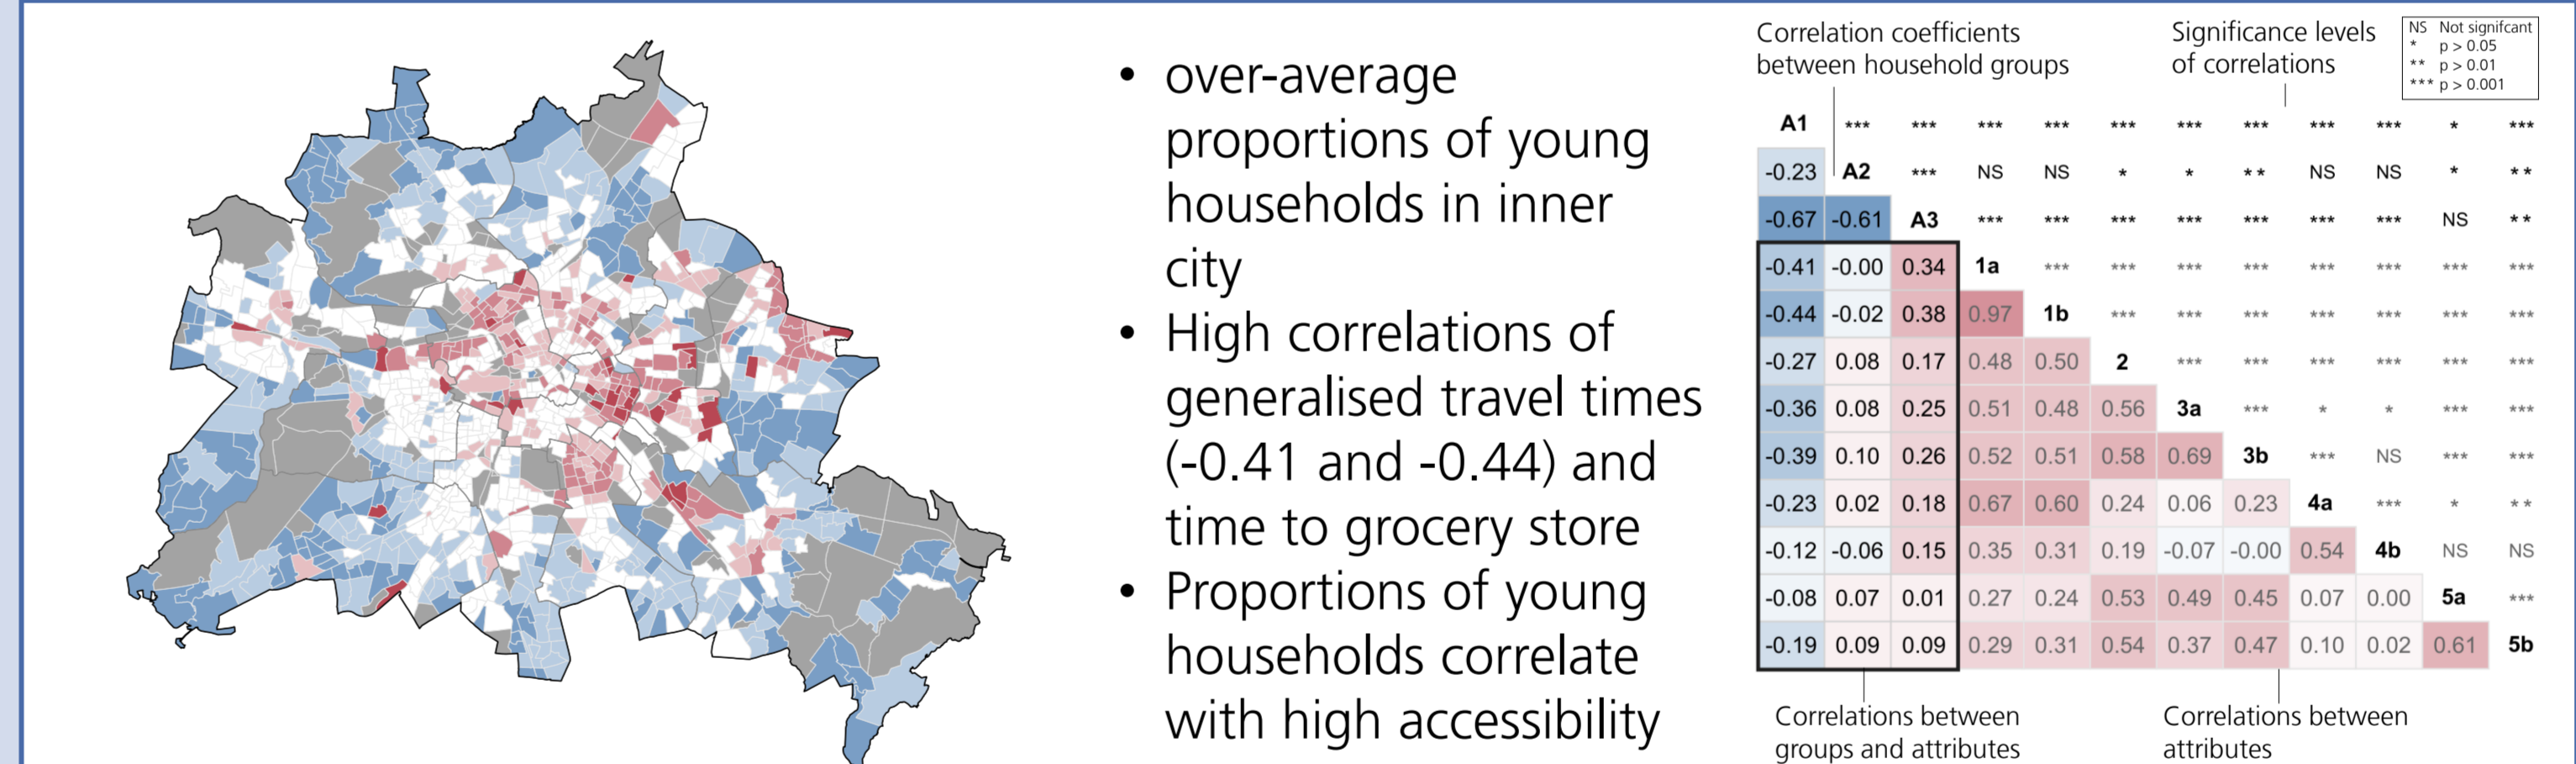 • over-average
proportions of young
households in inner
city
• High correlations of
generalised travel times
(-0.41 and -0.44) and
time to grocery store
• Proportions of young
households correlate
with high accessibility
Correlation coefficients
between household groups
Significance levels
of correlations
NS Not signifcant
* p > 0.05
** p > 0.01
*** p > 0.001
A1 *** *** *** *** *** *** *** *** *** * ***
-0.23 A2 *** NS NS * * ** NS NS * **
-0.67 -0.61 A3 *** *** *** *** *** *** *** NS **
-0.41 -0.00 0.34 1a *** *** *** *** *** *** *** ***
-0.44 -0.02 0.38 0.97 1b *** *** *** *** *** *** ***
-0.27 0.08 0.17 0.48 0.50 2 *** *** *** *** *** ***
-0.36 0.08 0.25 0.51 0.48 0.56 3a *** * * *** ***
-0.39 0.10 0.26 0.52 0.51 0.58 0.69 3b *** NS *** ***
-0.23 0.02 0.18 0.67 0.60 0.24 0.06 0.23 4a *** * **
-0.12 -0.06 0.15 0.35 0.31 0.19 -0.07 -0.00 0.54 4b NS NS
-0.08 0.07 0.01 0.27 0.24 0.53 0.49 0.45 0.07 0.00 5a ***
-0.19 0.09 0.09 0.29 0.31 0.54 0.37 0.47 0.10 0.02 0.61 5b
Correlations between
groups and attributes
Correlations between
attributes